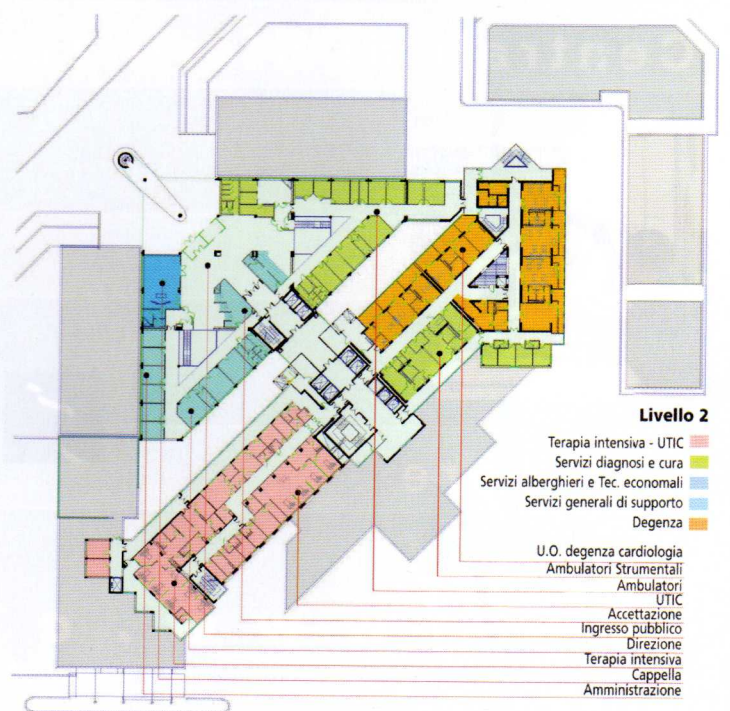 Livello 2
Terapia intensiva - UTIC
Servizi diagnosi e cura
Servizi alberghieri e Tec. economali
Servizi generali di supporto
Degenza
U.O. degenza cardiologia
Ambulatori Strumentali
Ambulatori
UTIC
Accettazione
Ingresso pubblico
Direzione
Terapia intensiva
Cappella
Amministrazione